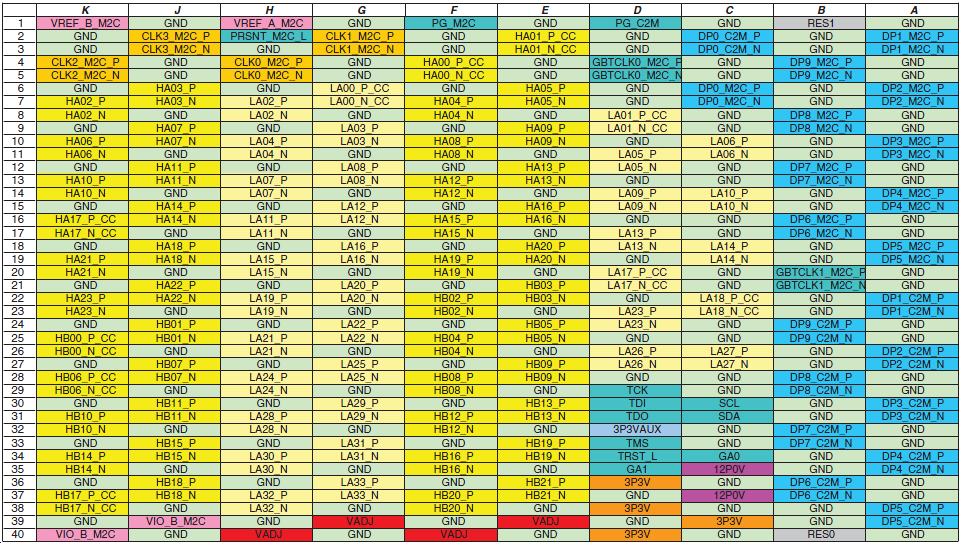 K J H G F E D C B A
1 VREF_B_M2C GND VREF_A_M2C GND PG_M2C GND PG_C2M GND RES1 GND
2 GND CLK3_M2C_P PRSNT_M2C_L CLK1_M2C_P GND HA01_P_CC GND DP0_C2M_P GND DP1_M2C_P
3 GND CLK3_M2C_N GND CLK1_M2C_N GND HA01_N_CC GND DP0_C2M_N GND DP1_M2C_N
4 CLK2_M2C_P GND CLK0_M2C_P GND HA00_P_CC GND GBTCLK0_M2C_P GND DP9_M2C_P GND
5 CLK2_M2C_N GND CLK0_M2C_N GND HA00_N_CC GND GBTCLK0_M2C_N GND DP9_M2C_N GND
6 GND HA03_P GND LA00_P_CC GND HA05_P GND DP0_M2C_P GND DP2_M2C_P
7 HA02_P HA03_N LA02_P LA00_N_CC HA04_P HA05_N GND DP0_M2C_N GND DP2_M2C_N
8 HA02_N GND LA02_N GND HA04_N GND LA01_P_CC GND DP8_M2C_P GND
9 GND HA07_P GND LA03_P GND HA09_P LA01_N_CC GND DP8_M2C_N GND
10 HA06_P HA07_N LA04_P LA03_N HA08_P HA09_N GND LA06_P GND DP3_M2C_P
11 HA06_N GND LA04_N GND HA08_N GND LA05_P LA06_N GND DP3_M2C_N
12 GND HA11_P GND LA08_P GND HA13_P LA05_N GND DP7_M2C_P GND
13 HA10_P HA11_N LA07_P LA08_N HA12_P HA13_N GND GND DP7_M2C_N GND
14 HA10_N GND LA07_N GND HA12_N GND LA09_P LA10_P GND DP4_M2C_P
15 GND HA14_P GND LA12_P GND HA16_P LA09_N LA10_N GND DP4_M2C_N
16 HA17_P_CC HA14_N LA11_P LA12_N HA15_P HA16_N GND GND DP6_M2C_P GND
17 HA17_N_CC GND LA11_N GND HA15_N GND LA13_P GND DP6_M2C_N GND
18 GND HA18_P GND LA16_P GND HA20_P LA13_N LA14_P GND DP5_M2C_P
19 HA21_P HA18_N LA15_P LA16_N HA19_P HA20_N GND LA14_N GND DP5_M2C_N
20 HA21_N GND LA15_N GND HA19_N GND LA17_P_CC GND GBTCLK1_M2C_P GND
21 GND HA22_P GND LA20_P GND HB03_P LA17_N_CC GND GBTCLK1_M2C_N GND
22 HA23_P HA22_N LA19_P LA20_N HB02_P HB03_N GND LA18_P_CC GND DP1_C2M_P
23 HA23_N GND LA19_N GND HB02_N GND LA23_P LA18_N_CC GND DP1_C2M_N
24 GND HB01_P GND LA22_P GND HB05_P LA23_N GND DP9_C2M_P GND
25 HB00_P_CC HB01_N LA21_P LA22_N HB04_P HB05_N GND GND DP9_C2M_N GND
26 HB00_N_CC GND LA21_N GND HB04_N GND LA26_P LA27_P GND DP2_C2M_P
27 GND HB07_P GND LA25_P GND HB09_P LA26_N LA27_N GND DP2_C2M_N
28 HB06_P_CC HB07_N LA24_P LA25_N HB08_P HB09_N GND GND DP8_C2M_P GND
29 HB06_N_CC GND LA24_N GND HB08_N GND TCK GND DP8_C2M_N GND
30 GND HB11_P GND LA29_P GND HB13_P TDI SCL GND DP3_C2M_P
31 HB10_P HB11_N LA28_P LA29_N HB12_P HB13_N TDO SDA GND DP3_C2M_N
32 HB10_N GND LA28_N GND HB12_N GND 3P3VAUX GND DP7_C2M_P GND
33 GND HB15_P GND LA31_P GND HB19_P TMS GND DP7_C2M_N GND
34 HB14_P HB15_N LA30_P LA31_N HB16_P HB19_N TRST_L GA0 GND DP4_C2M_P
35 HB14_N GND LA30_N GND HB16_N GND GA1 12P0V GND DP4_C2M_N
36 GND HB18_P GND LA33_P GND HB21_P 3P3V GND DP6_C2M_P GND
37 HB17_P_CC HB18_N LA32_P LA33_N HB20_P HB21_N GND 12P0V DP6_C2M_N GND
38 HB17_N_CC GND LA32_N GND HB20_N GND 3P3V GND GND DP5_C2M_P
39 GND VIO_B_M2C GND VADJ GND VADJ GND 3P3V GND DP5_C2M_N
40 VIO_B_M2C GND VADJ GND VADJ GND 3P3V GND RES0 GND